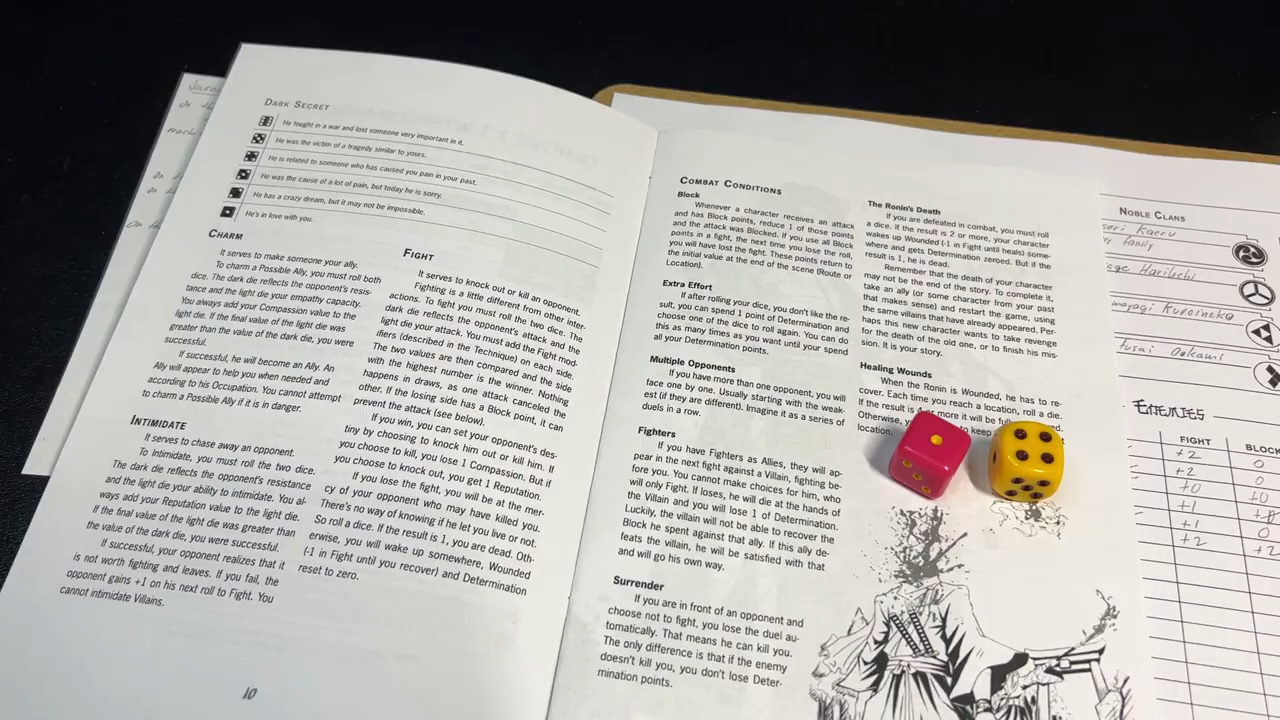 DARK SECRET
He fought in a war and lost someone very important in it.
He was the victim of a tragedy similar to yours.
He is related to someone who has caused you pain in your past.
He was the cause of a lot of pain, but today he is sorry.
He has a crazy dream, but it may not be impossible.
He's in love with you.
CHARM
It serves to make someone your ally.
To charm a Possible Ally, you must roll both
dice. The dark die reflects the opponent's resis-
tance and the light die your empathy capacity.
You always add your Compassion value to the
light die. If the final value of the light die was
greater than the value of the dark die, you were
successful.
If successful, he will become an Ally. An
Ally will appear to help you when needed and
according to his Occupation. You cannot attempt
to charm a Possible Ally if it is in danger.
INTIMIDATE
It serves to chase away an opponent.
To Intimidate, you must roll the two dice.
The dark die reflects the opponent's resistance
and the light die your ability to intimidate. You al-
ways add your Reputation value to the light die.
If the final value of the light die was greater than
the value of the dark die, you were successful.
If successful, your opponent realizes that it
is not worth fighting and leaves. If you fail, the
opponent gains +1 on his next roll to Fight. You
cannot intimidate Villains.
FIGHT
It serves to knock out or kill an opponent.
Fighting is a little different from other inter-
actions. To fight you must roll the two dice. The
dark die reflects the opponent's attack and the
light die your attack. You must add the Fight mod-
ifiers (described in the Technique) on each side.
The two values are then compared and the side
with the highest number is the winner. Nothing
happens in draws, as one attack canceled the
other. If the losing side has a Block point, it can
prevent the attack (see below).
If you win, you can set your opponent's des-
tiny by choosing to knock him out or kill him. If
you choose to kill, you lose 1 Compassion. But if
you choose to knock out, you get 1 Reputation.
If you lose the fight, you will be at the mer-
cy of your opponent who may have killed you.
There's no way of knowing if he let you live or not.
So roll a dice. If the result is 1, you are dead. Oth-
erwise, you will wake up somewhere, Wounded
(-1 in Fight until you recover) and Determination
reset to zero.
10
COMBAT CONDITIONS
Block
Whenever a character receives an attack
and has Block points, reduce 1 of those points
and the attack was Blocked. If you use all Block
points in a fight, the next time you lose the roll,
you will have lost the fight. These points return to
the initial value at the end of the scene (Route or
Location).
Extra Effort
If after rolling your dice, you don't like the re-
sult, you can spend 1 point of Determination and
choose one of the dice to roll again. You can do
this as many times as you want until your spend
all your Determination points.
Multiple Opponents
If you have more than one opponent, you will
face one by one. Usually starting with the weak-
est (if they are different). Imagine it as a series of
duels in a row.
Fighters
If you have Fighters as Allies, they will ap-
pear in the next fight against a Villain, fighting be-
fore you. You cannot make choices for him, who
will only Fight. If loses, he will die at the hands of
the Villain and you will lose 1 of Determination.
Luckily, the villain will not be able to recover the
Block he spent against that ally. If this ally de-
feats the villain, he will be satisfied with that
and will go his own way.
Surrender
If you are in front of an opponent and
choose not to fight, you lose the duel au-
tomatically. That means he can kill you.
The only difference is that if the enemy
doesn't kill you, you don't lose Deter-
mination points.
The Ronin's Death
If you are defeated in combat, you must roll
a dice. If the result is 2 or more, your character
wakes up Wounded (-1 in Fight until heals) some-
where and gets Determination zeroed. But if the
result is 1, he is dead.
Remember that the death of your character
may not be the end of the story. To complete it,
take an ally (or some character from your past
that makes sense) and restart the game, using
the same villains that have already appeared. Per-
haps this new character wants to take revenge
for the death of the old one, or to finish his mis-
sion. It is your story.
Healing Wounds
When the Ronin is Wounded, he has to re-
cover. Each time you reach a location, roll a die.
If the result is 4 or more it will be
Otherwise, to keep
location,
NOBLE CLANS
Kaeru
family
Harikuchi
Kuroineko
Ookami
ENEMIES
FIGHT BLOCK
+2 0
+2 0
+0 0
+1
+1 0
+2 +2